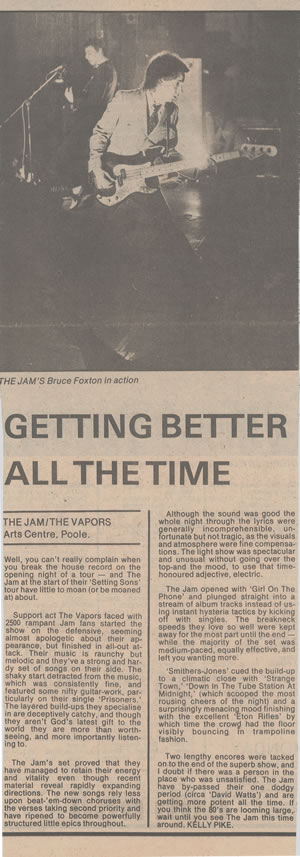 THE JAM'S Bruce Foxton in action
GETTING BETTER
ALL THE TIME
THE JAM/THE VAPORS
Arts Centre, Poole.
Well, you can't really complain when
you break the house record on the
opening night of a tour — and The
Jam at the start of their 'Setting Sons'
tour have little to moan (or be moaned
at) about.
Support act The Vapors faced with
2500 rampant Jam fans started the
show on the defensive, seeming
almost apologetic about their ap-
pearance, but finished in all-out at-
tack. Their music is raunchy but
melodic and they've a strong and har-
dy set of songs on their side. The
shaky start detracted from the music,
which was consistently fine, and
featured some nifty guitar-work, par-
ticularly on their single 'Prisoners.'
The layered build-ups they specialise
in are deceptively catchy, and though
they aren't God's latest gift to the
world they are more than worth-
seeing, and more importantly listen-
ing to.
The Jam's set proved that they
have managed to retain their energy
and vitality even though recent
material reveal rapidly expanding
directions. The new songs rely less
upon beat-'em-down choruses with
the verses taking second priority and
have ripened to become powerfully
structured little epics throughout.
Although the sound was good the
whole night through the lyrics were
generally incomprehensible, un-
fortunate but not tragic, as the visuals
and atmosphere were fine compensa-
tions. The light show was spectacular
and unusual without going over the
top-and the mood, to use that time-
honoured adjective, electric.
The Jam opened with 'Girl On The
Phone' and plunged straight into a
stream of album tracks instead of us-
ing instant hysteria tactics by kicking
off with singles. The breakneck
speeds they love so well were kept
away for the most part until the end —
while the majority of the set was
medium-paced, equally effective, and
left you wanting more.
'Smithers-Jones' cued the build-up
to a climatic close with 'Strange
Town,' 'Down In The Tube Station At
Midnight,' (which scooped the most
rousing cheers of the night) and a
surprisingly menacing mood finishing
with the excellent 'Eton Rifles' by
which time the crowd had the floor
visibly bouncing in trampoline
fashion.
Two lengthy encores were tacked
on to the end of the superb show, and
I doubt if there was a person in the
place who was unsatisfied. The Jam
have by-passed their one dodgy
period (circa 'David Watts') and are
getting more potent all the time. If
you think the 80's are looming large,
wait until you see The Jam this time
around. KELLY PIKE.